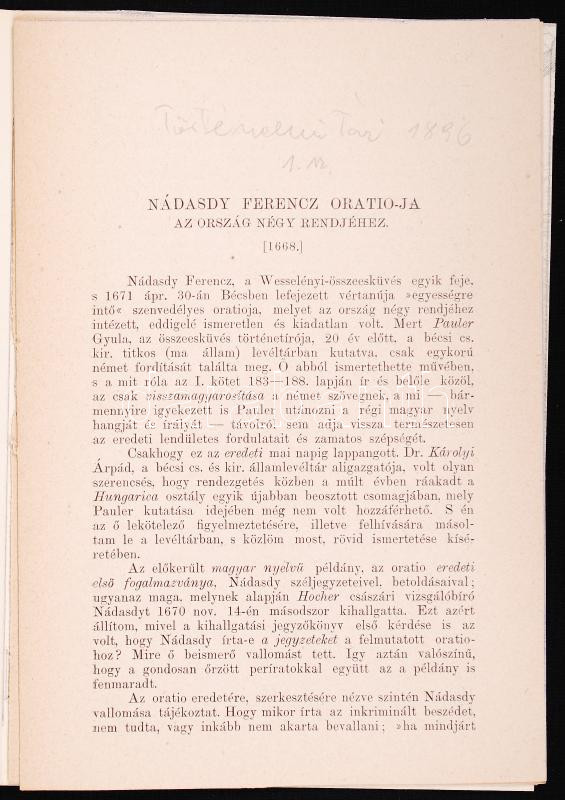 Történelmi Tár 1896
NÁDASDY FERENCZ ORATIO-JA
AZ ORSZÁG NÉGY RENDJÉHEZ.
[1668.]
Nádasdy Ferencz, a Wesselényi-összeesküvés egyik feje,
s 1671 ápr. 30-án Bécsben lefejezett vértanúja »egyességre
intő« szenvedélyes oratioja, melyet az ország négy rendjéhez
intézett, eddigelé ismeretlen és kiadatlan volt. Mert Pauler
Gyula, az összeesküvés történetírója, 20 év előtt, a bécsi cs.
kir. titkos (ma állam) levéltárban kutatva, csak egykorú
német fordítását találta meg. Ő abból ismertethette művében,
s a mit róla az I. kötet 183—188. lapján ír és belőle közöl,
az csak visszamagyarosítása a német szövegnek, a mi — bár-
mennyire igyekezett is Pauler utánozni a régi magyar nyelv
hangját és írályát — távolról sem adja vissza természetesen
az eredeti lendületes fordulatait és zamatos szépségét.
Csakhogy ez az eredeti mai napig lappangott. Dr. Károlyi
Árpád, a bécsi cs. és kir. államlevéltár aligazgatója, volt olyan
szerencsés, hogy rendezgetés közben a múlt évben ráakadt a
Hungarica osztály egyik újabban beosztott csomagjában, mely
Pauler kutatása idejében még nem volt hozzáférhető. S én
az ő lekötelező figyelmeztetésére, illetve felhívására másol-
tam le a levéltárban, s közlöm most, rövid ismertetése kísé-
retében.
Az előkerült magyar nyelvű példány, az oratio eredeti
első fogalmazványa, Nádasdy széljegyzeteivel, betoldásaival;
ugyanaz maga, melynek alapján Hocher császári vizsgálóbíró
Nádasdyt 1670 nov. 14-én másodszor kihallgatta. Ezt azért
állítom, mivel a kihallgatási jegyzőkönyv első kérdése is az
volt, hogy Nádasdy írta-e a jegyzeteket a felmutatott oratio-
hoz? Mire ő beismerő vallomást tett. Igy aztán valószínű,
hogy a gondosan őrzött períratokkal együtt az a példány is
fenmaradt.
Az oratio eredetére, szerkesztésére nézve szintén Nádasdy
vallomása tájékoztat. Hogy mikor írta az inkriminált beszédet,
nem tudta, vagy inkább nem akarta bevallani; »ha mindjárt